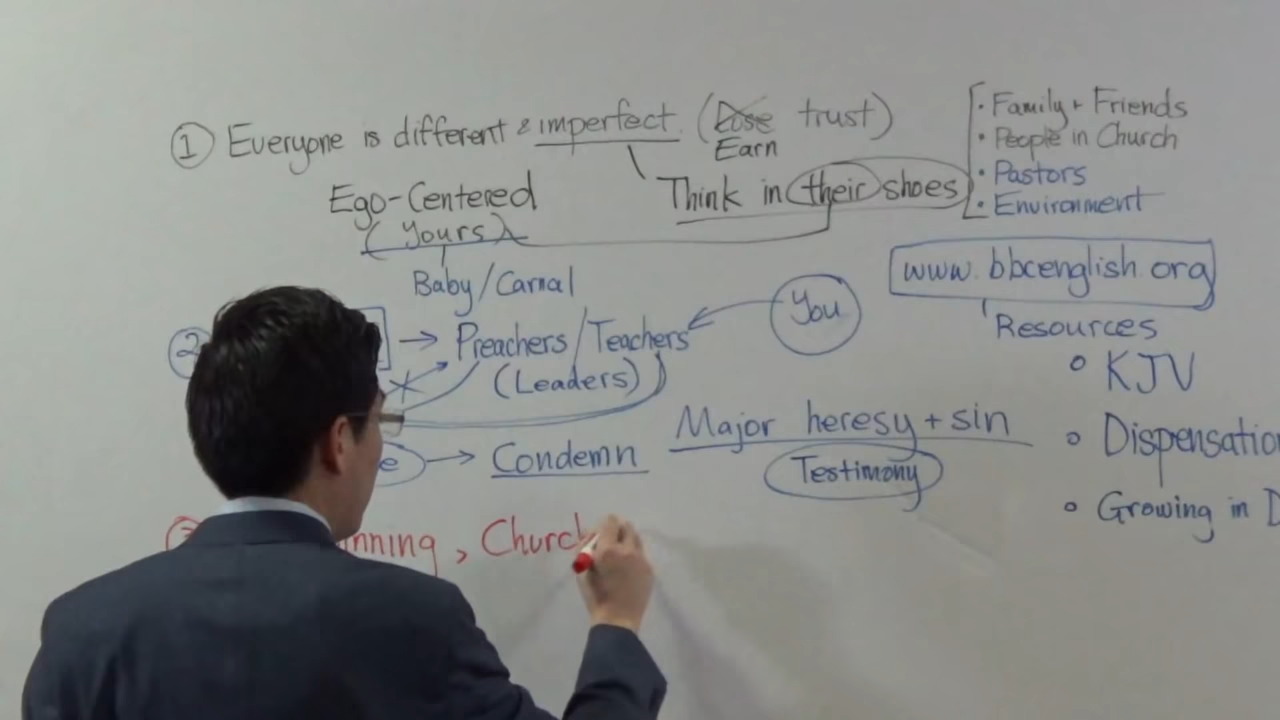 ① Everyone is different & imperfect. (Lose trust)
Earn
Ego-Centered
(Yours)
Think in their shoes
• Family + Friends
• People in Church
• Pastors
• Environment
Baby/Carnal
www.bbcenglish.org
Resources
② → Preachers/Teachers
(Leaders)
You
• KJV
Major heresy + sin
• Dispensatio
→ Condemn
Testimony
• Growing in D
nning, Church